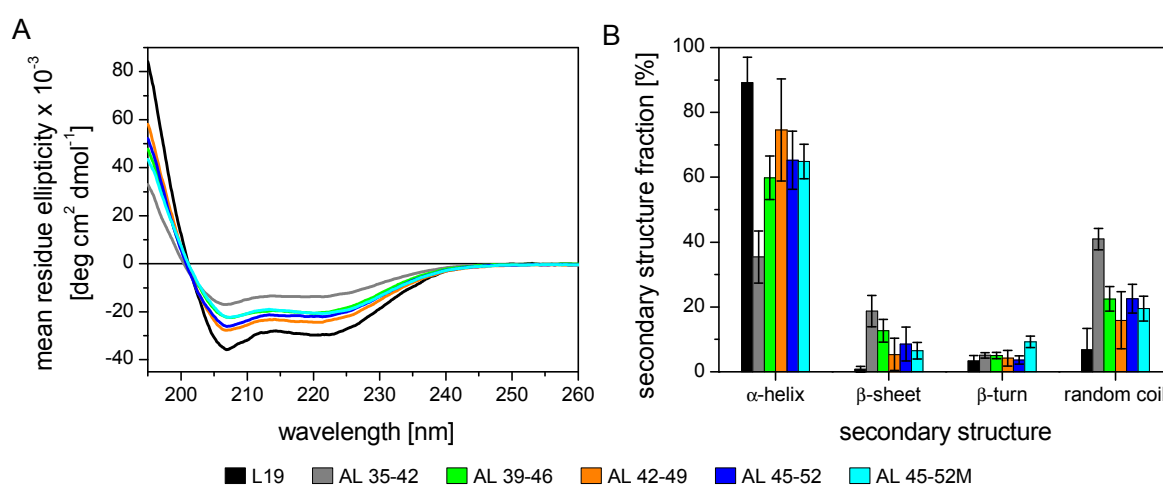 A
mean residue ellipticity × 10⁻³
[deg cm² dmol⁻¹]
80
60
40
20
0
-20
-40
200 210 220 230 240 250 260
wavelength [nm]
B
secondary structure fraction [%]
100
80
60
40
20
0
α-helix β-sheet β-turn random coil
secondary structure
L19 AL 35-42 AL 39-46 AL 42-49 AL 45-52 AL 45-52M